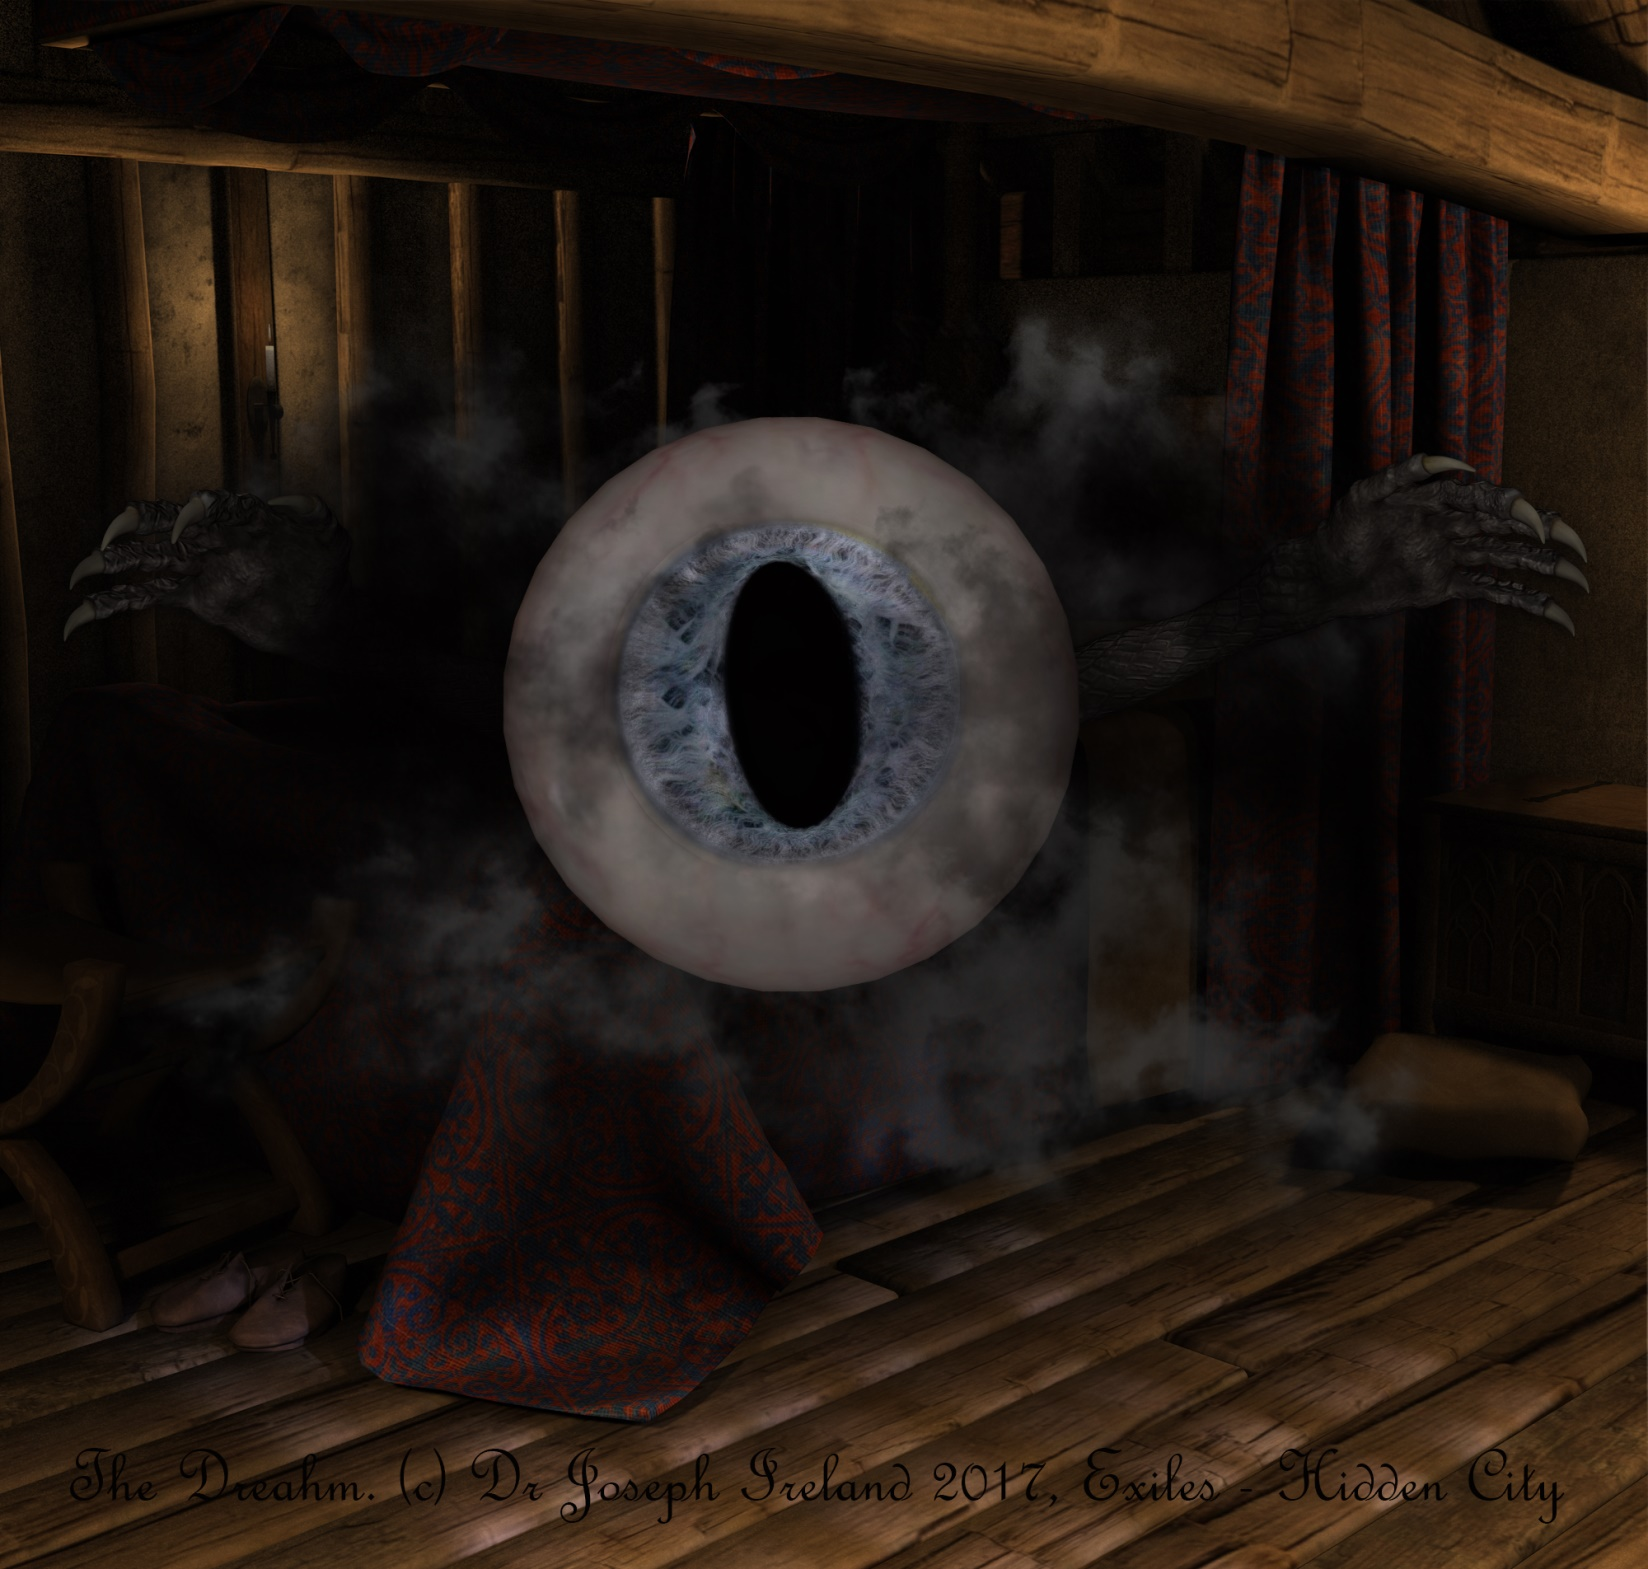 The Dreahm. (c) Dr Joseph Ireland 2017, Exiles - Hidden City